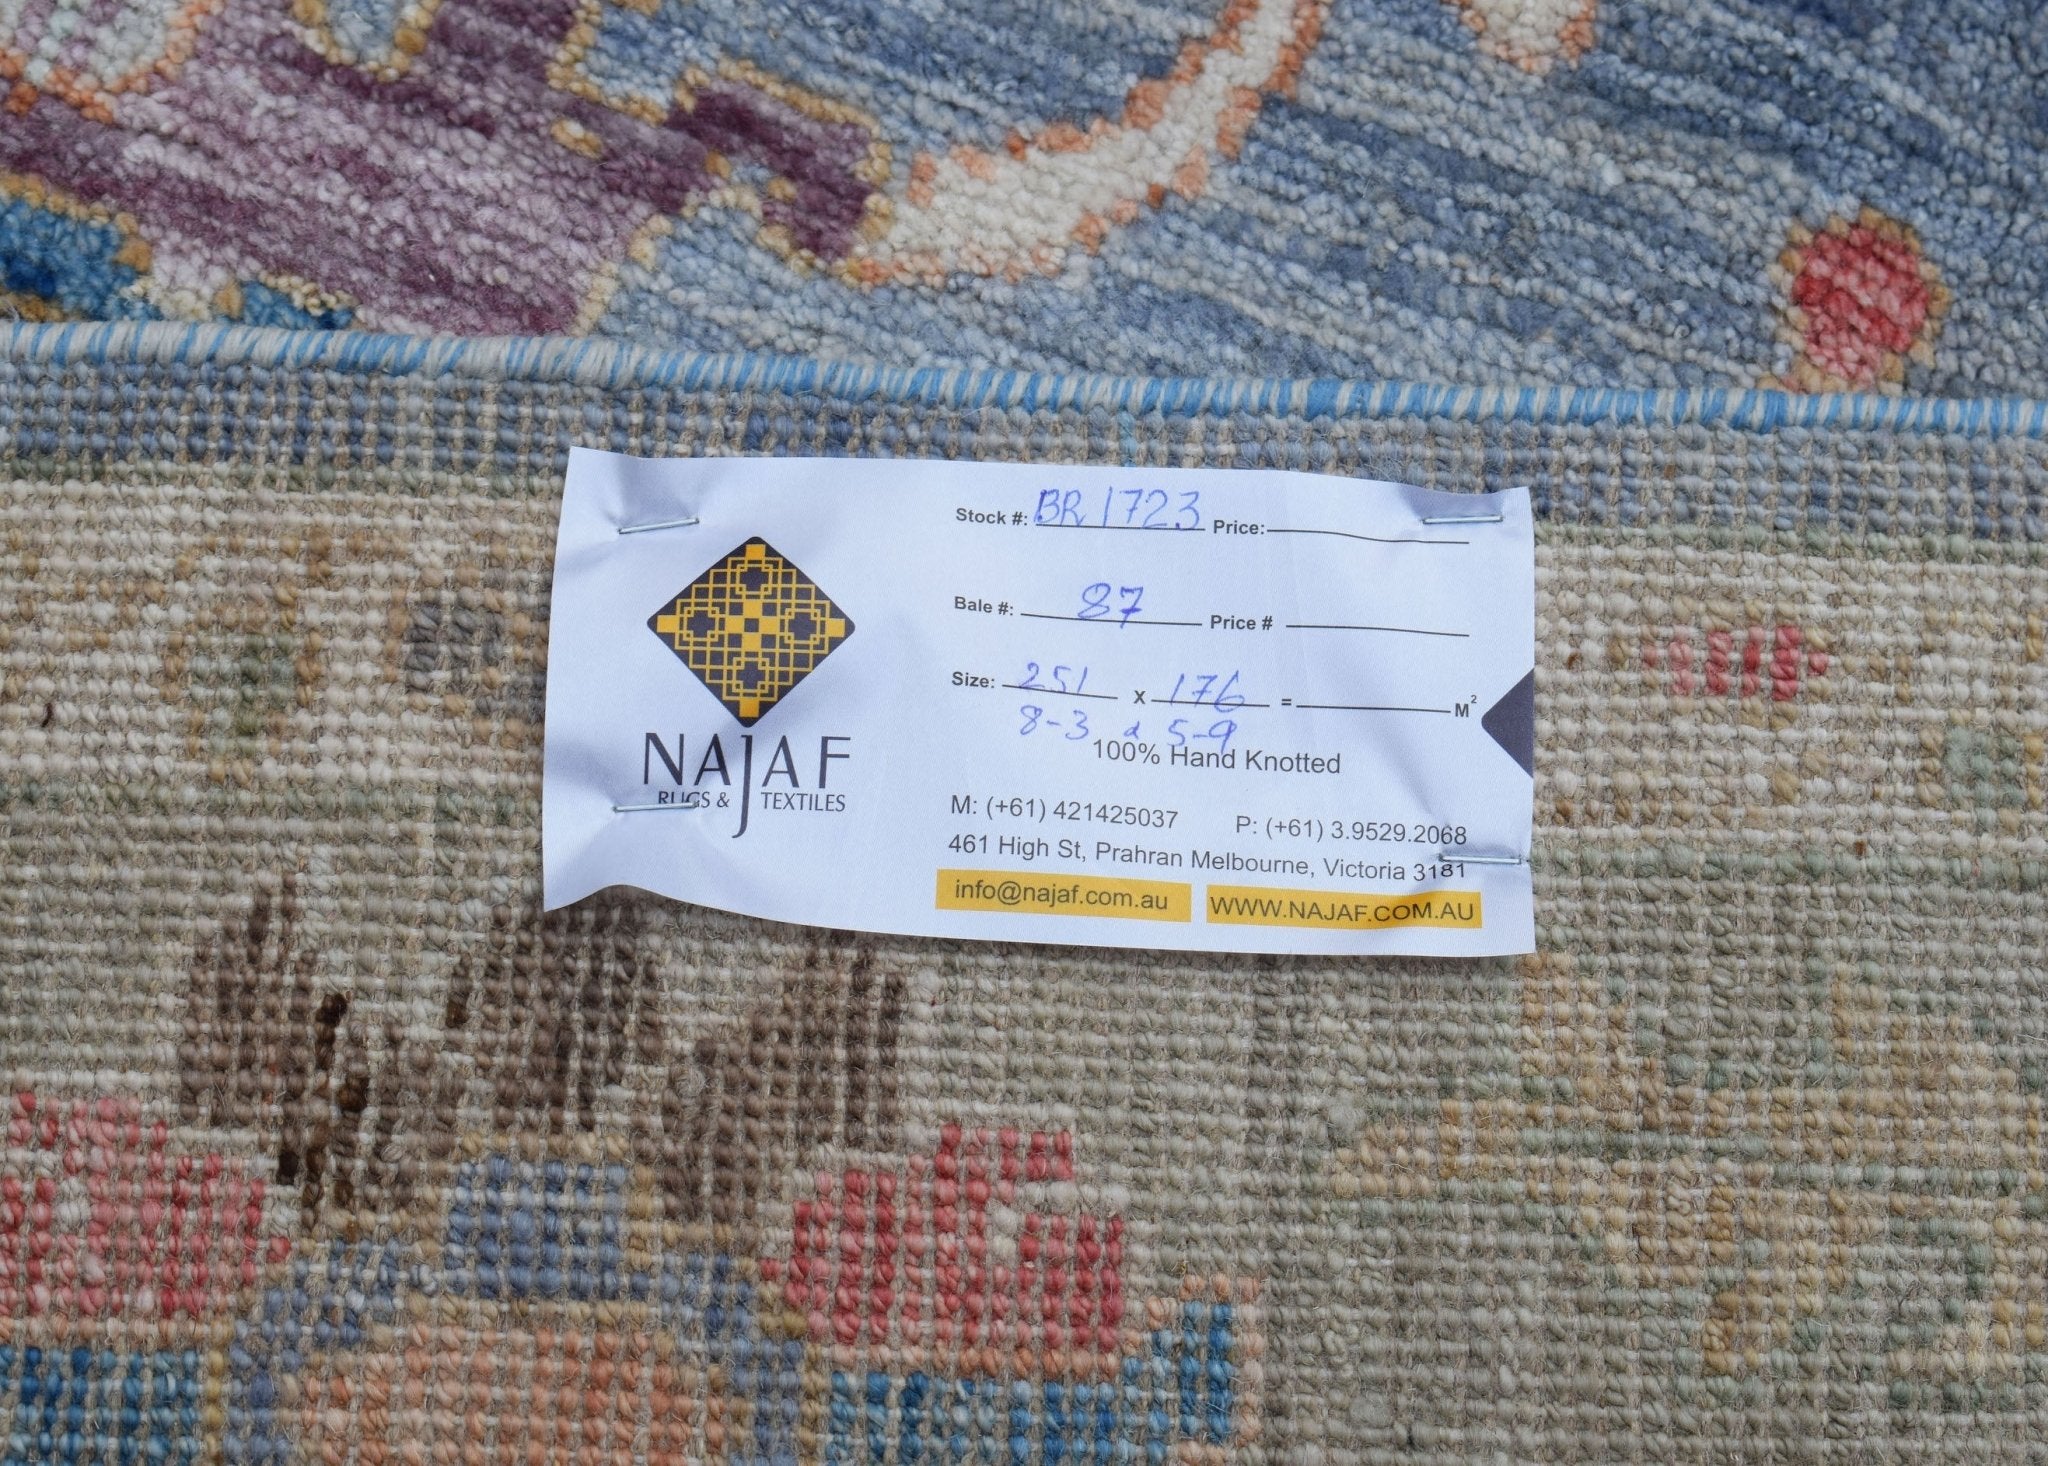 NAJAF
RUGS & TEXTILES
Stock #: BR 1723 Price:
Bale #: 87 Price #
Size: 251 x 176 = M²
8-3 x 5-9
100% Hand Knotted
M: (+61) 421425037 P: (+61) 3.9529.2068
461 High St, Prahran Melbourne, Victoria 3181
info@najaf.com.au WWW.NAJAF.COM.AU